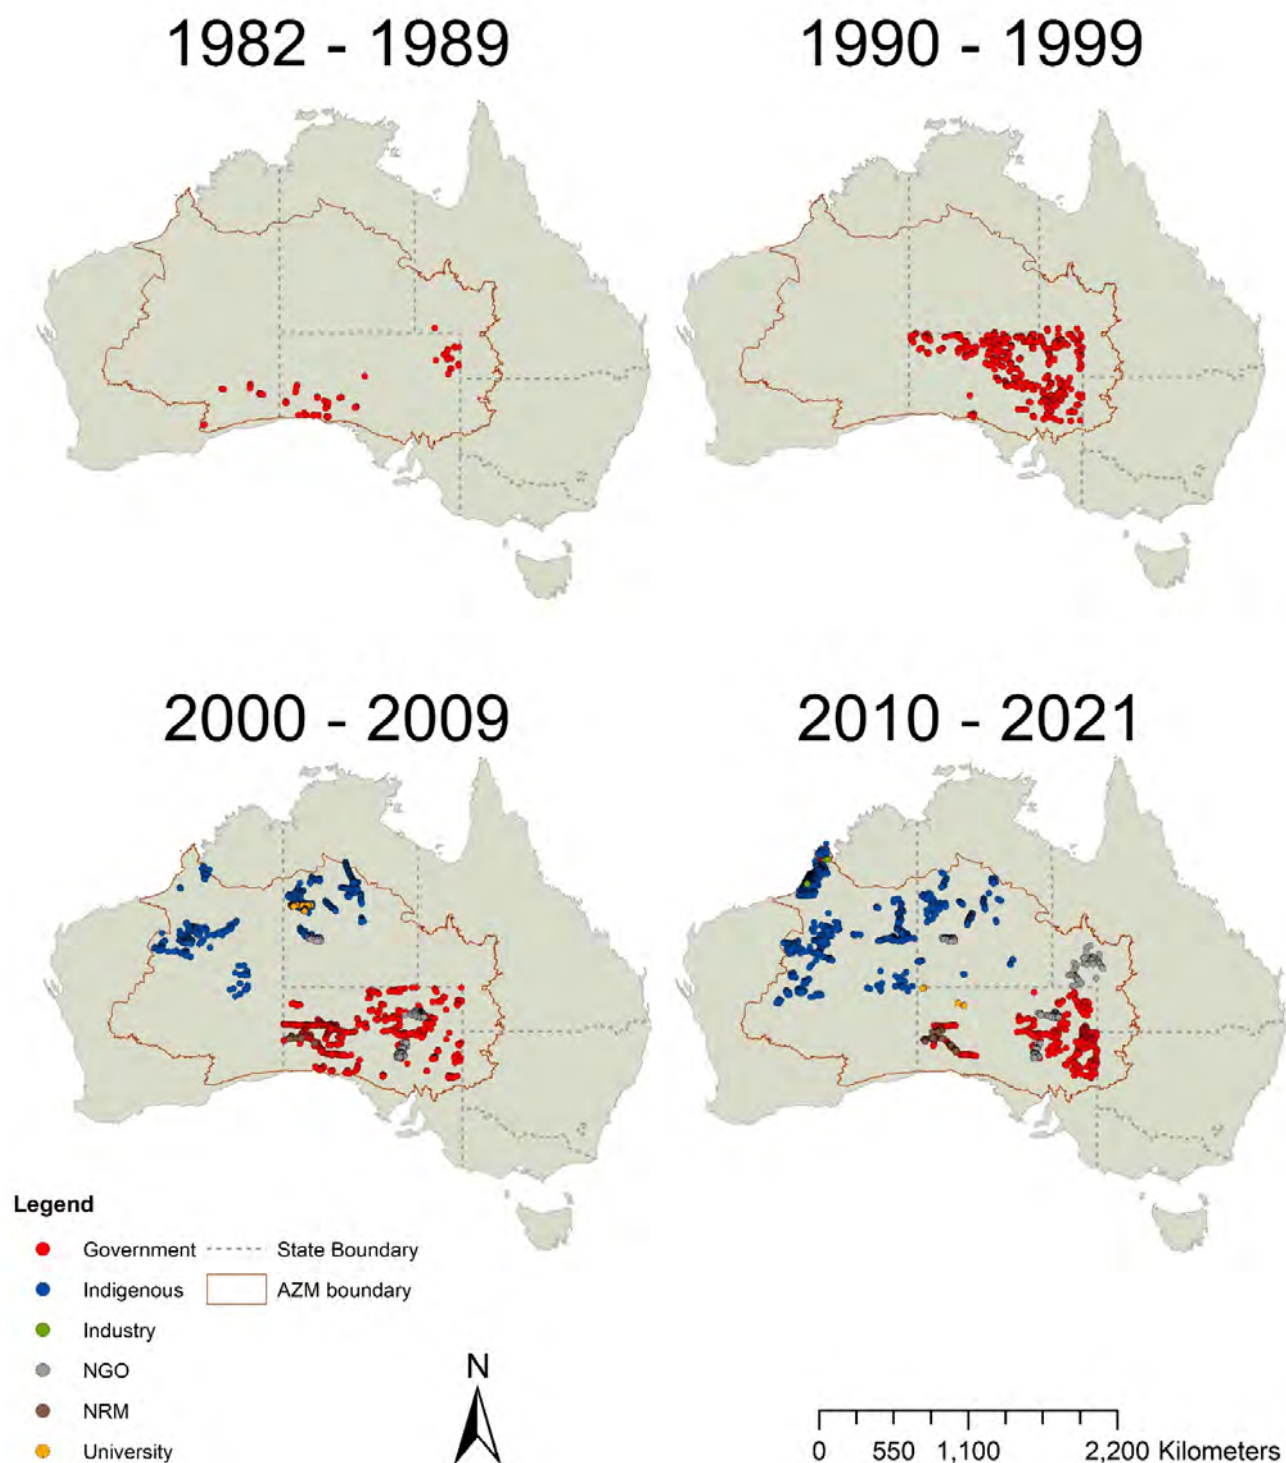 1982 - 1989
1990 - 1999
2000 - 2009
2010 - 2021
Legend
Government
State Boundary
Indigenous
AZM boundary
Industry
NGO
NRM
University
N
0 550 1,100 2,200 Kilometers